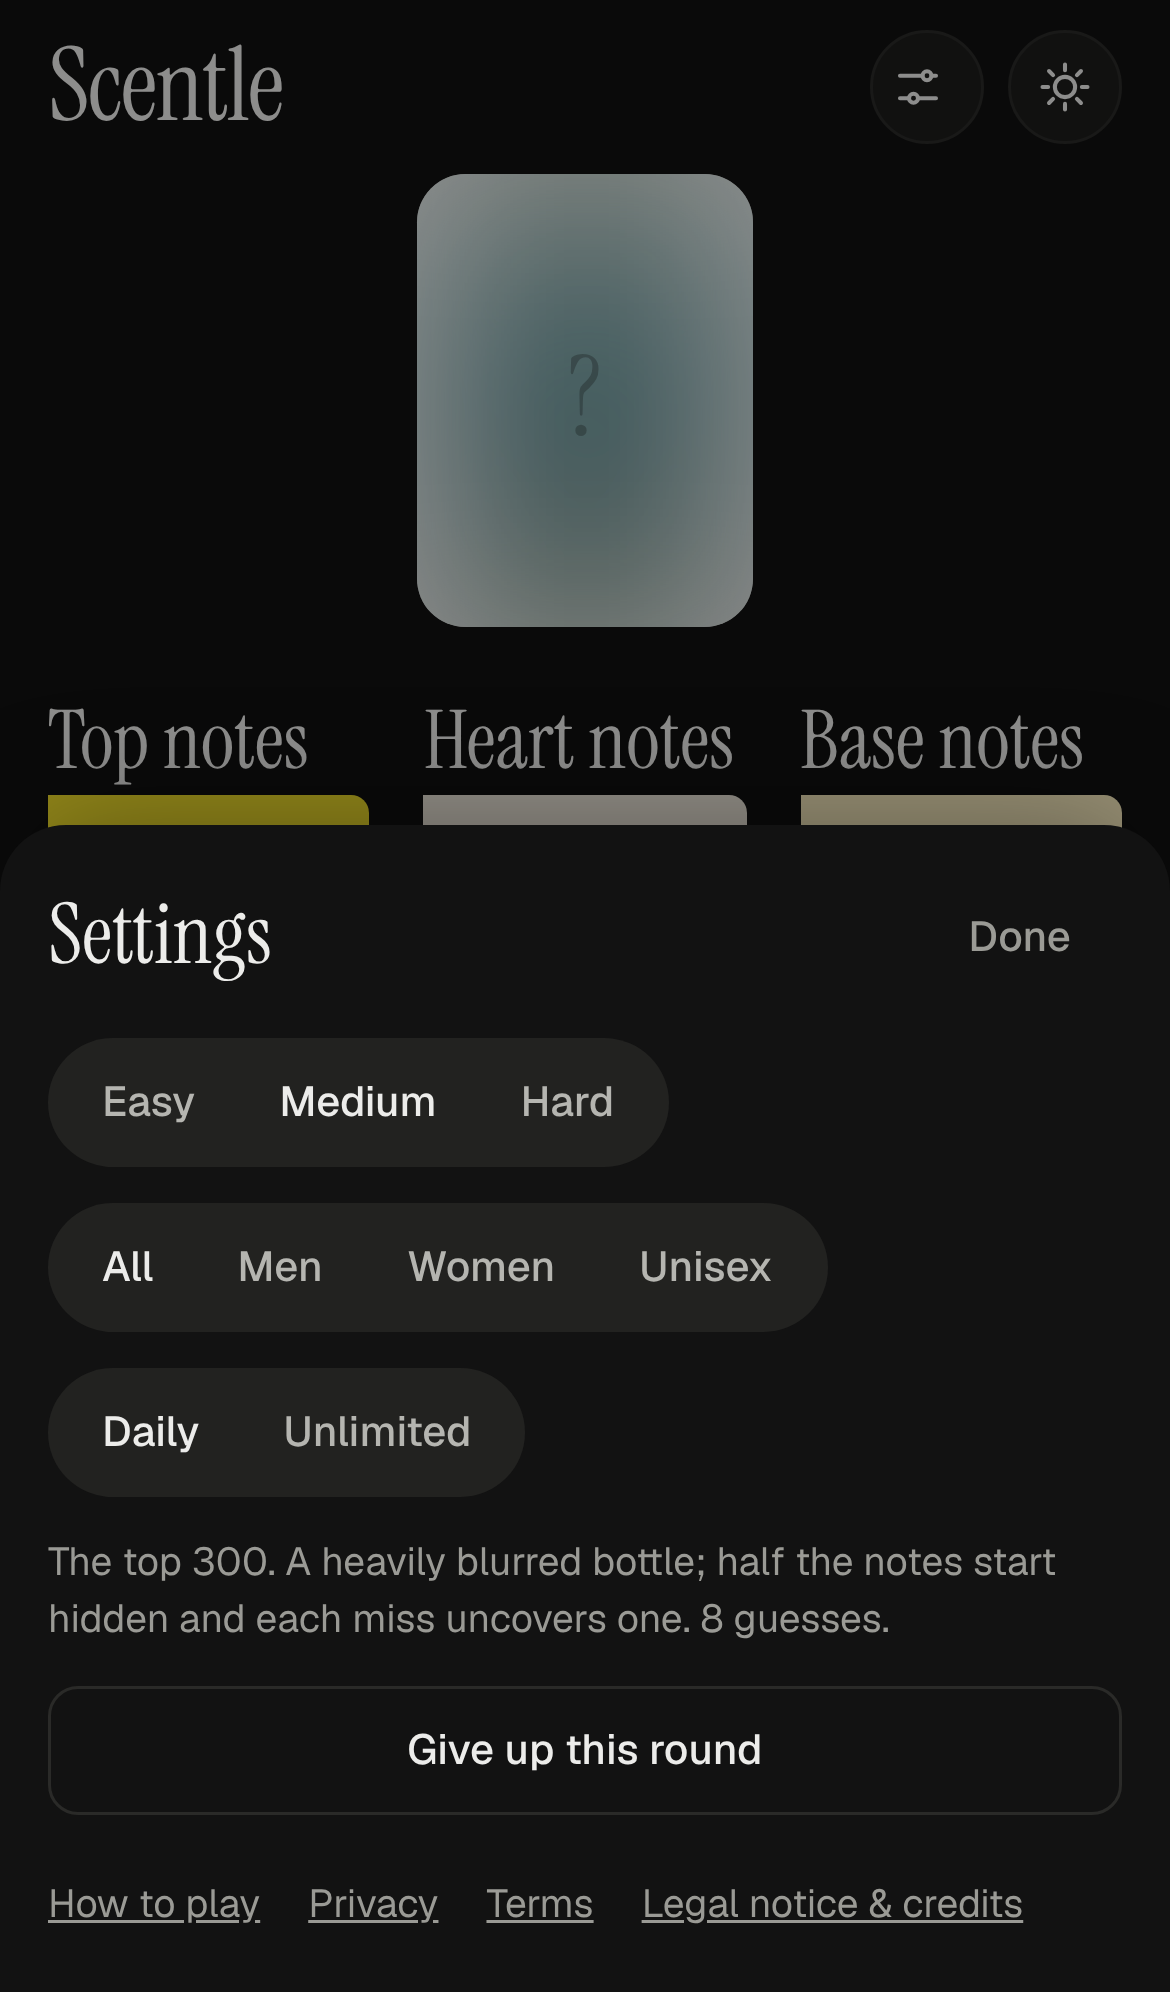 Scentle
?
Top notes Heart notes Base notes
Settings Done
Easy Medium Hard
All Men Women Unisex
Daily Unlimited
The top 300. A heavily blurred bottle; half the notes start
hidden and each miss uncovers one. 8 guesses.
Give up this round
How to play Privacy Terms Legal notice & credits